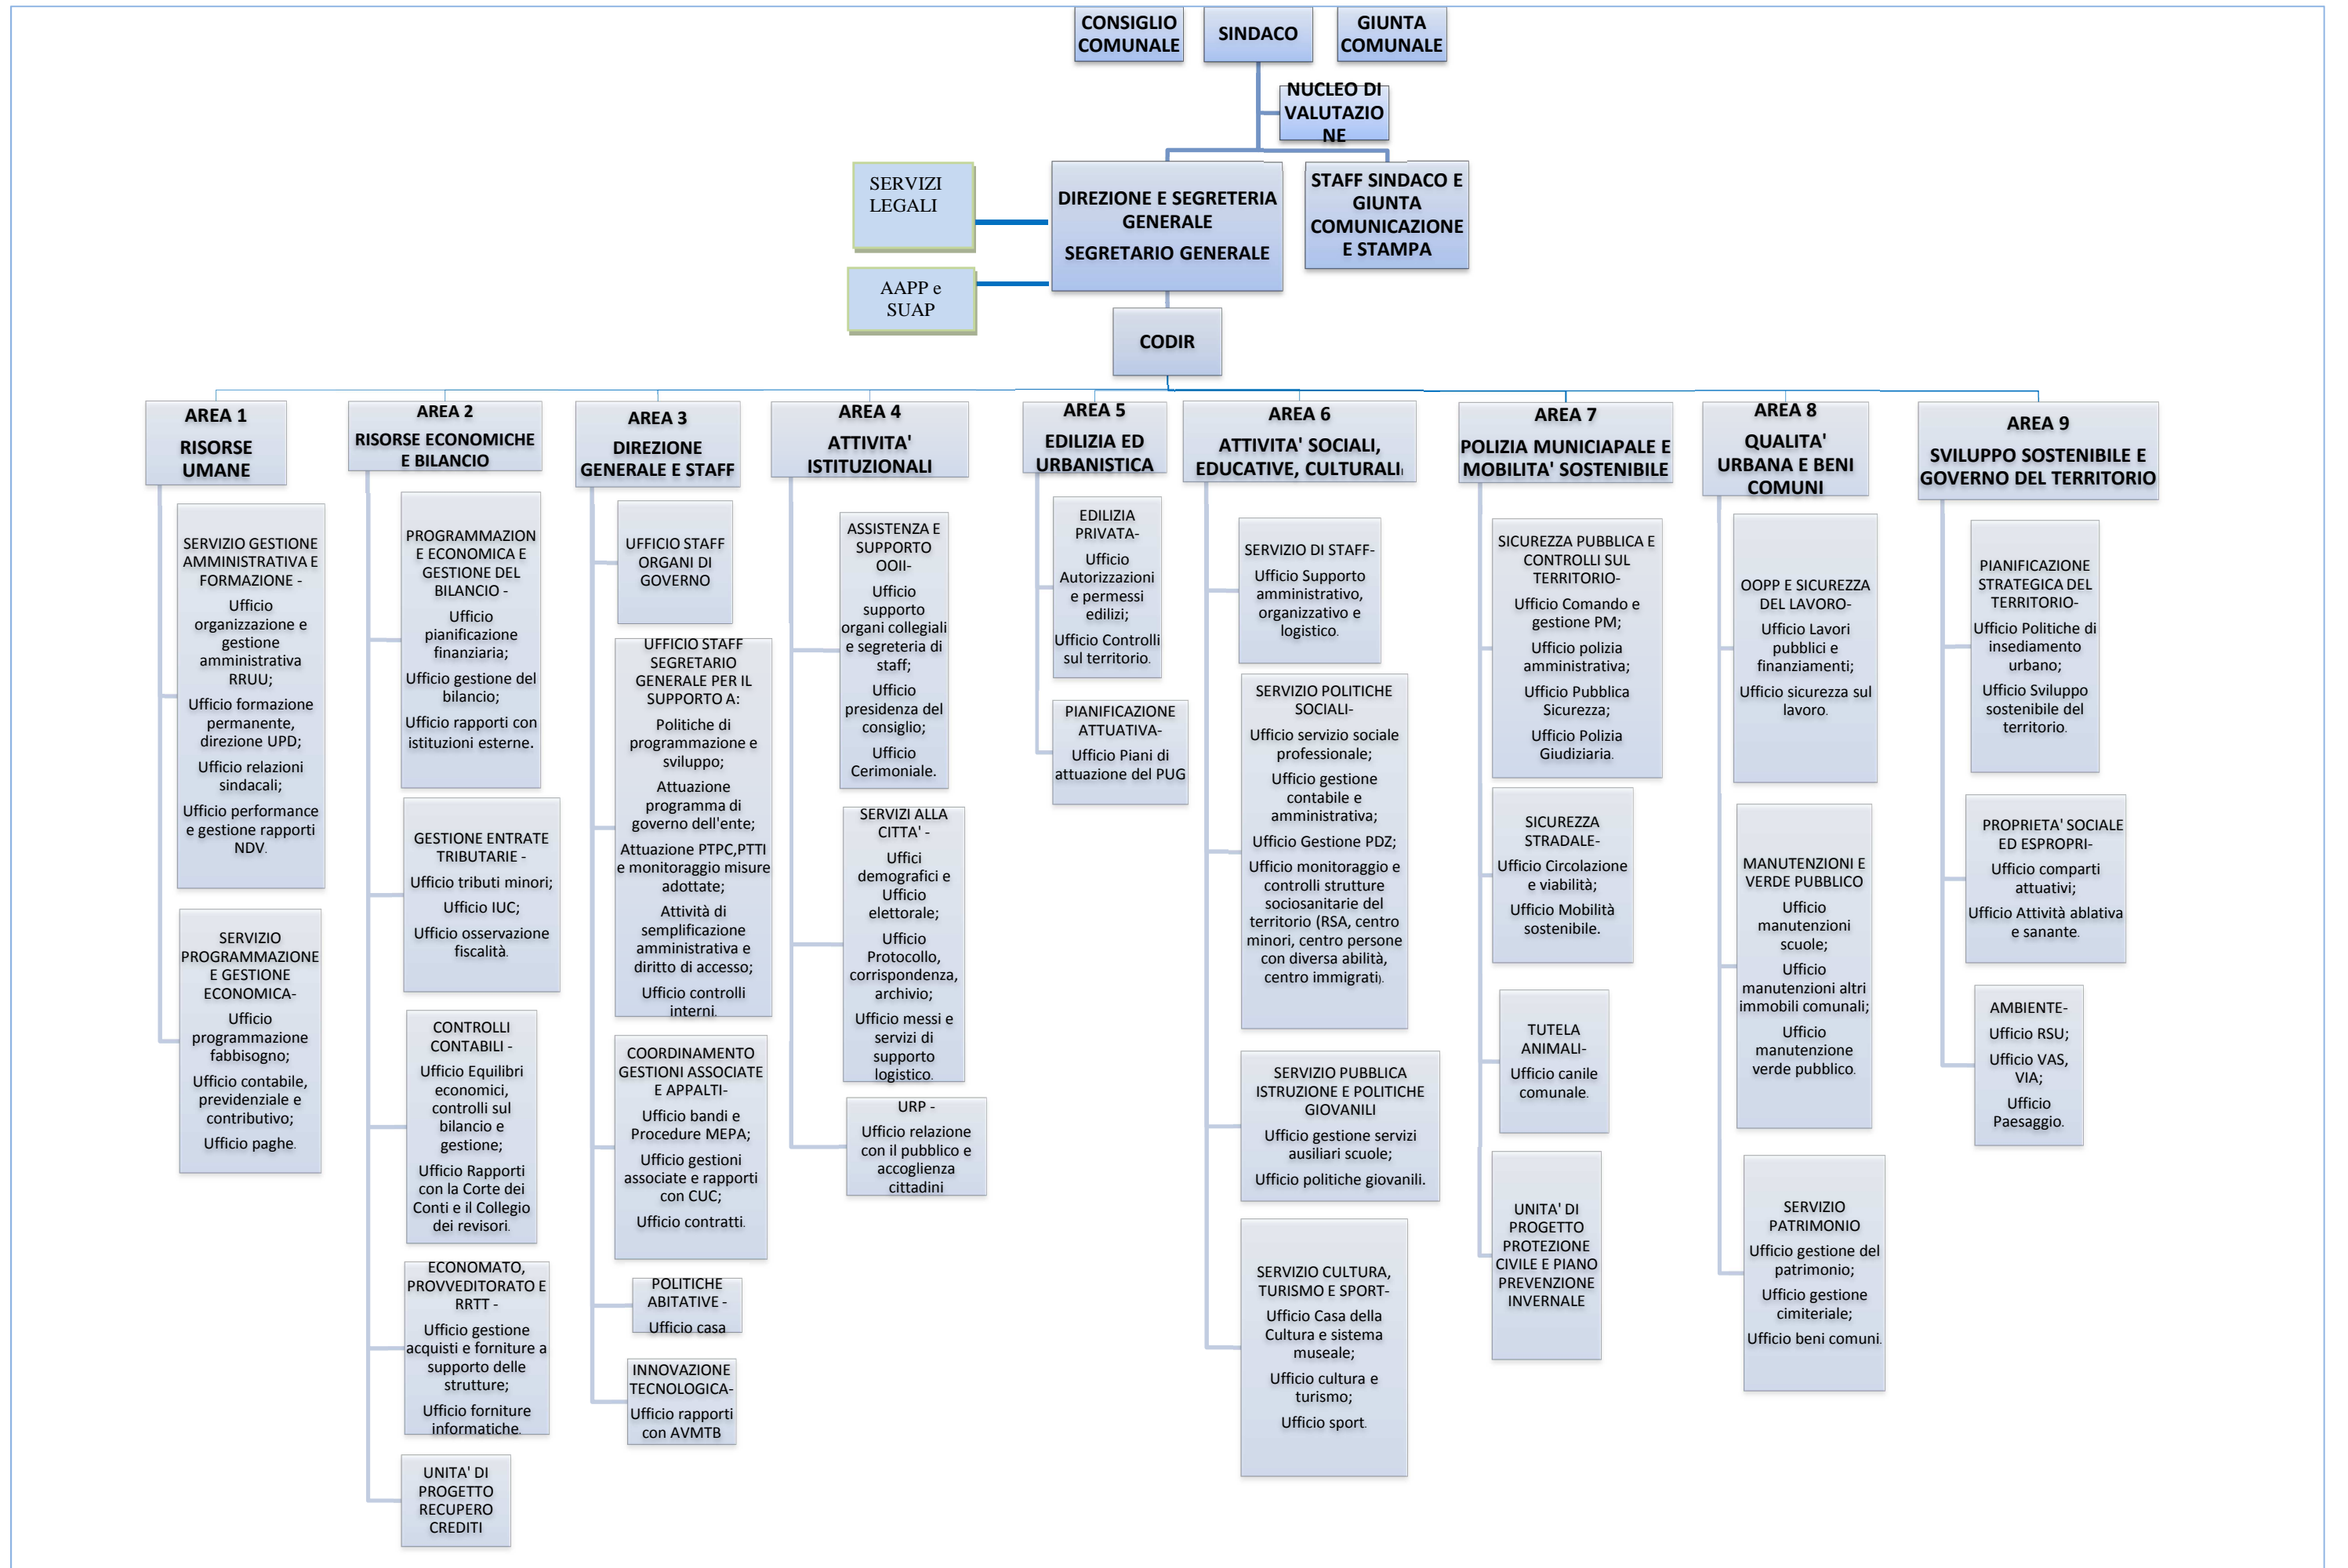 CONSIGLIO
COMUNALE
SINDACO
GIUNTA
COMUNALE
NUCLEO DI
VALUTAZIO
NE
SERVIZI
LEGALI
AAPP e
SUAP
DIREZIONE E SEGRETERIA
GENERALE
SEGRETARIO GENERALE
STAFF SINDACO E
GIUNTA
COMUNICAZIONE
E STAMPA
CODIR
AREA 1
RISORSE
UMANE
SERVIZIO GESTIONE
AMMINISTRATIVA E
FORMAZIONE -
Ufficio
organizzazione e
gestione
amministrativa
RRUU;
Ufficio formazione
permanente,
direzione UPD;
Ufficio relazioni
sindacali;
Ufficio performance
e gestione rapporti
NDV.
SERVIZIO
PROGRAMMAZIONE
E GESTIONE
ECONOMICA-
Ufficio
programmazione
fabbisogno;
Ufficio contabile,
previdenziale e
contributivo;
Ufficio paghe.
AREA 2
RISORSE ECONOMICHE
E BILANCIO
PROGRAMMAZION
E ECONOMICA E
GESTIONE DEL
BILANCIO -
Ufficio
pianificazione
finanziaria;
Ufficio gestione del
bilancio;
Ufficio rapporti con
istituzioni esterne.
GESTIONE ENTRATE
TRIBUTARIE -
Ufficio tributi minori;
Ufficio IUC;
Ufficio osservazione
fiscalità.
CONTROLLI
CONTABILI -
Ufficio Equilibri
economici,
controlli sul
bilancio e
gestione;
Ufficio Rapporti
con la Corte dei
Conti e il Collegio
dei revisori.
ECONOMATO,
PROVVEDITORATO E
RRTT -
Ufficio gestione
acquisti e forniture a
supporto delle
strutture;
Ufficio forniture
informatiche.
UNITA' DI
PROGETTO
RECUPERO
CREDITI
AREA 3
DIREZIONE
GENERALE E STAFF
UFFICIO STAFF
ORGANI DI
GOVERNO
UFFICIO STAFF
SEGRETARIO
GENERALE PER IL
SUPPORTO A:
Politiche di
programmazione e
sviluppo;
Attuazione
programma di
governo dell'ente;
Attuazione PTPC,PTTI
e monitoraggio misure
adottate;
Attività di
semplificazione
amministrativa e
diritto di accesso;
Ufficio controlli
interni.
COORDINAMENTO
GESTIONI ASSOCIATE
E APPALTI-
Ufficio bandi e
Procedure MEPA;
Ufficio gestioni
associate e rapporti
con CUC;
Ufficio contratti.
POLITICHE
ABITATIVE -
Ufficio casa
INNOVAZIONE
TECNOLOGICA-
Ufficio rapporti
con AVMTB
AREA 4
ATTIVITA'
ISTITUZIONALI
ASSISTENZA E
SUPPORTO
OOII-
Ufficio
supporto
organi collegiali
e segreteria di
staff;
Ufficio
presidenza del
consiglio;
Ufficio
Cerimoniale.
SERVIZI ALLA
CITTA' -
Uffici
demografici e
Ufficio
elettorale;
Ufficio
Protocollo,
corrispondenza,
archivio;
Ufficio messi e
servizi di
supporto
logistico.
URP -
Ufficio relazione
con il pubblico e
accoglienza
cittadini
AREA 5
EDILIZIA ED
URBANISTICA
EDILIZIA
PRIVATA-
Ufficio
Autorizzazioni
e permessi
edilizi;
Ufficio Controlli
sul territorio.
PIANIFICAZIONE
ATTUATIVA-
Ufficio Piani di
attuazione del PUG
AREA 6
ATTIVITA' SOCIALI,
EDUCATIVE, CULTURALI
SERVIZIO DI STAFF-
Ufficio Supporto
amministrativo,
organizzativo e
logistico.
SERVIZIO POLITICHE
SOCIALI-
Ufficio servizio sociale
professionale;
Ufficio gestione
contabile e
amministrativa;
Ufficio Gestione PDZ;
Ufficio monitoraggio e
controlli strutture
sociosanitarie del
territorio (RSA, centro
minori, centro persone
con diversa abilità,
centro immigrati).
SERVIZIO PUBBLICA
ISTRUZIONE E POLITICHE
GIOVANILI
Ufficio gestione servizi
ausiliari scuole;
Ufficio politiche giovanili.
SERVIZIO CULTURA,
TURISMO E SPORT-
Ufficio Casa della
Cultura e sistema
museale;
Ufficio cultura e
turismo;
Ufficio sport.
AREA 7
POLIZIA MUNICIAPALE E
MOBILITA' SOSTENIBILE
SICUREZZA PUBBLICA E
CONTROLLI SUL
TERRITORIO-
Ufficio Comando e
gestione PM;
Ufficio polizia
amministrativa;
Ufficio Pubblica
Sicurezza;
Ufficio Polizia
Giudiziaria.
SICUREZZA
STRADALE-
Ufficio Circolazione
e viabilità;
Ufficio Mobilità
sostenibile.
TUTELA
ANIMALI-
Ufficio canile
comunale.
UNITA' DI
PROGETTO
PROTEZIONE
CIVILE E PIANO
PREVENZIONE
INVERNALE
AREA 8
QUALITA'
URBANA E BENI
COMUNI
OOPP E SICUREZZA
DEL LAVORO-
Ufficio Lavori
pubblici e
finanziamenti;
Ufficio sicurezza sul
lavoro.
MANUTENZIONI E
VERDE PUBBLICO
Ufficio
manutenzioni
scuole;
Ufficio
manutenzioni altri
immobili comunali;
Ufficio
manutenzione
verde pubblico.
SERVIZIO
PATRIMONIO
Ufficio gestione del
patrimonio;
Ufficio gestione
cimiteriale;
Ufficio beni comuni.
AREA 9
SVILUPPO SOSTENIBILE E
GOVERNO DEL TERRITORIO
PIANIFICAZIONE
STRATEGICA DEL
TERRITORIO-
Ufficio Politiche di
insediamento
urbano;
Ufficio Sviluppo
sostenibile del
territorio.
PROPRIETA' SOCIALE
ED ESPROPRI-
Ufficio comparti
attuativi;
Ufficio Attività ablativa
e sanante.
AMBIENTE-
Ufficio RSU;
Ufficio VAS,
VIA;
Ufficio
Paesaggio.